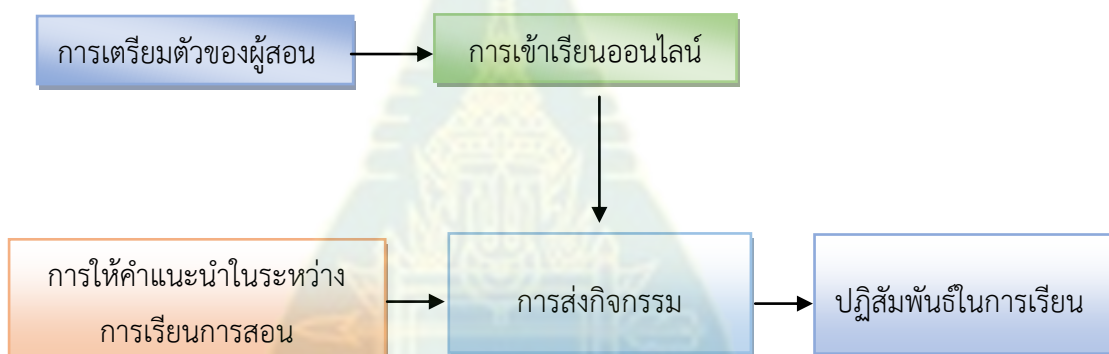 การเตรียมตัวของผู้สอน
การเข้าเรียนออนไลน์
การให้คำแนะนำในระหว่าง
การเรียนการสอน
การส่งกิจกรรม
ปฏิสัมพันธ์ในการเรียน